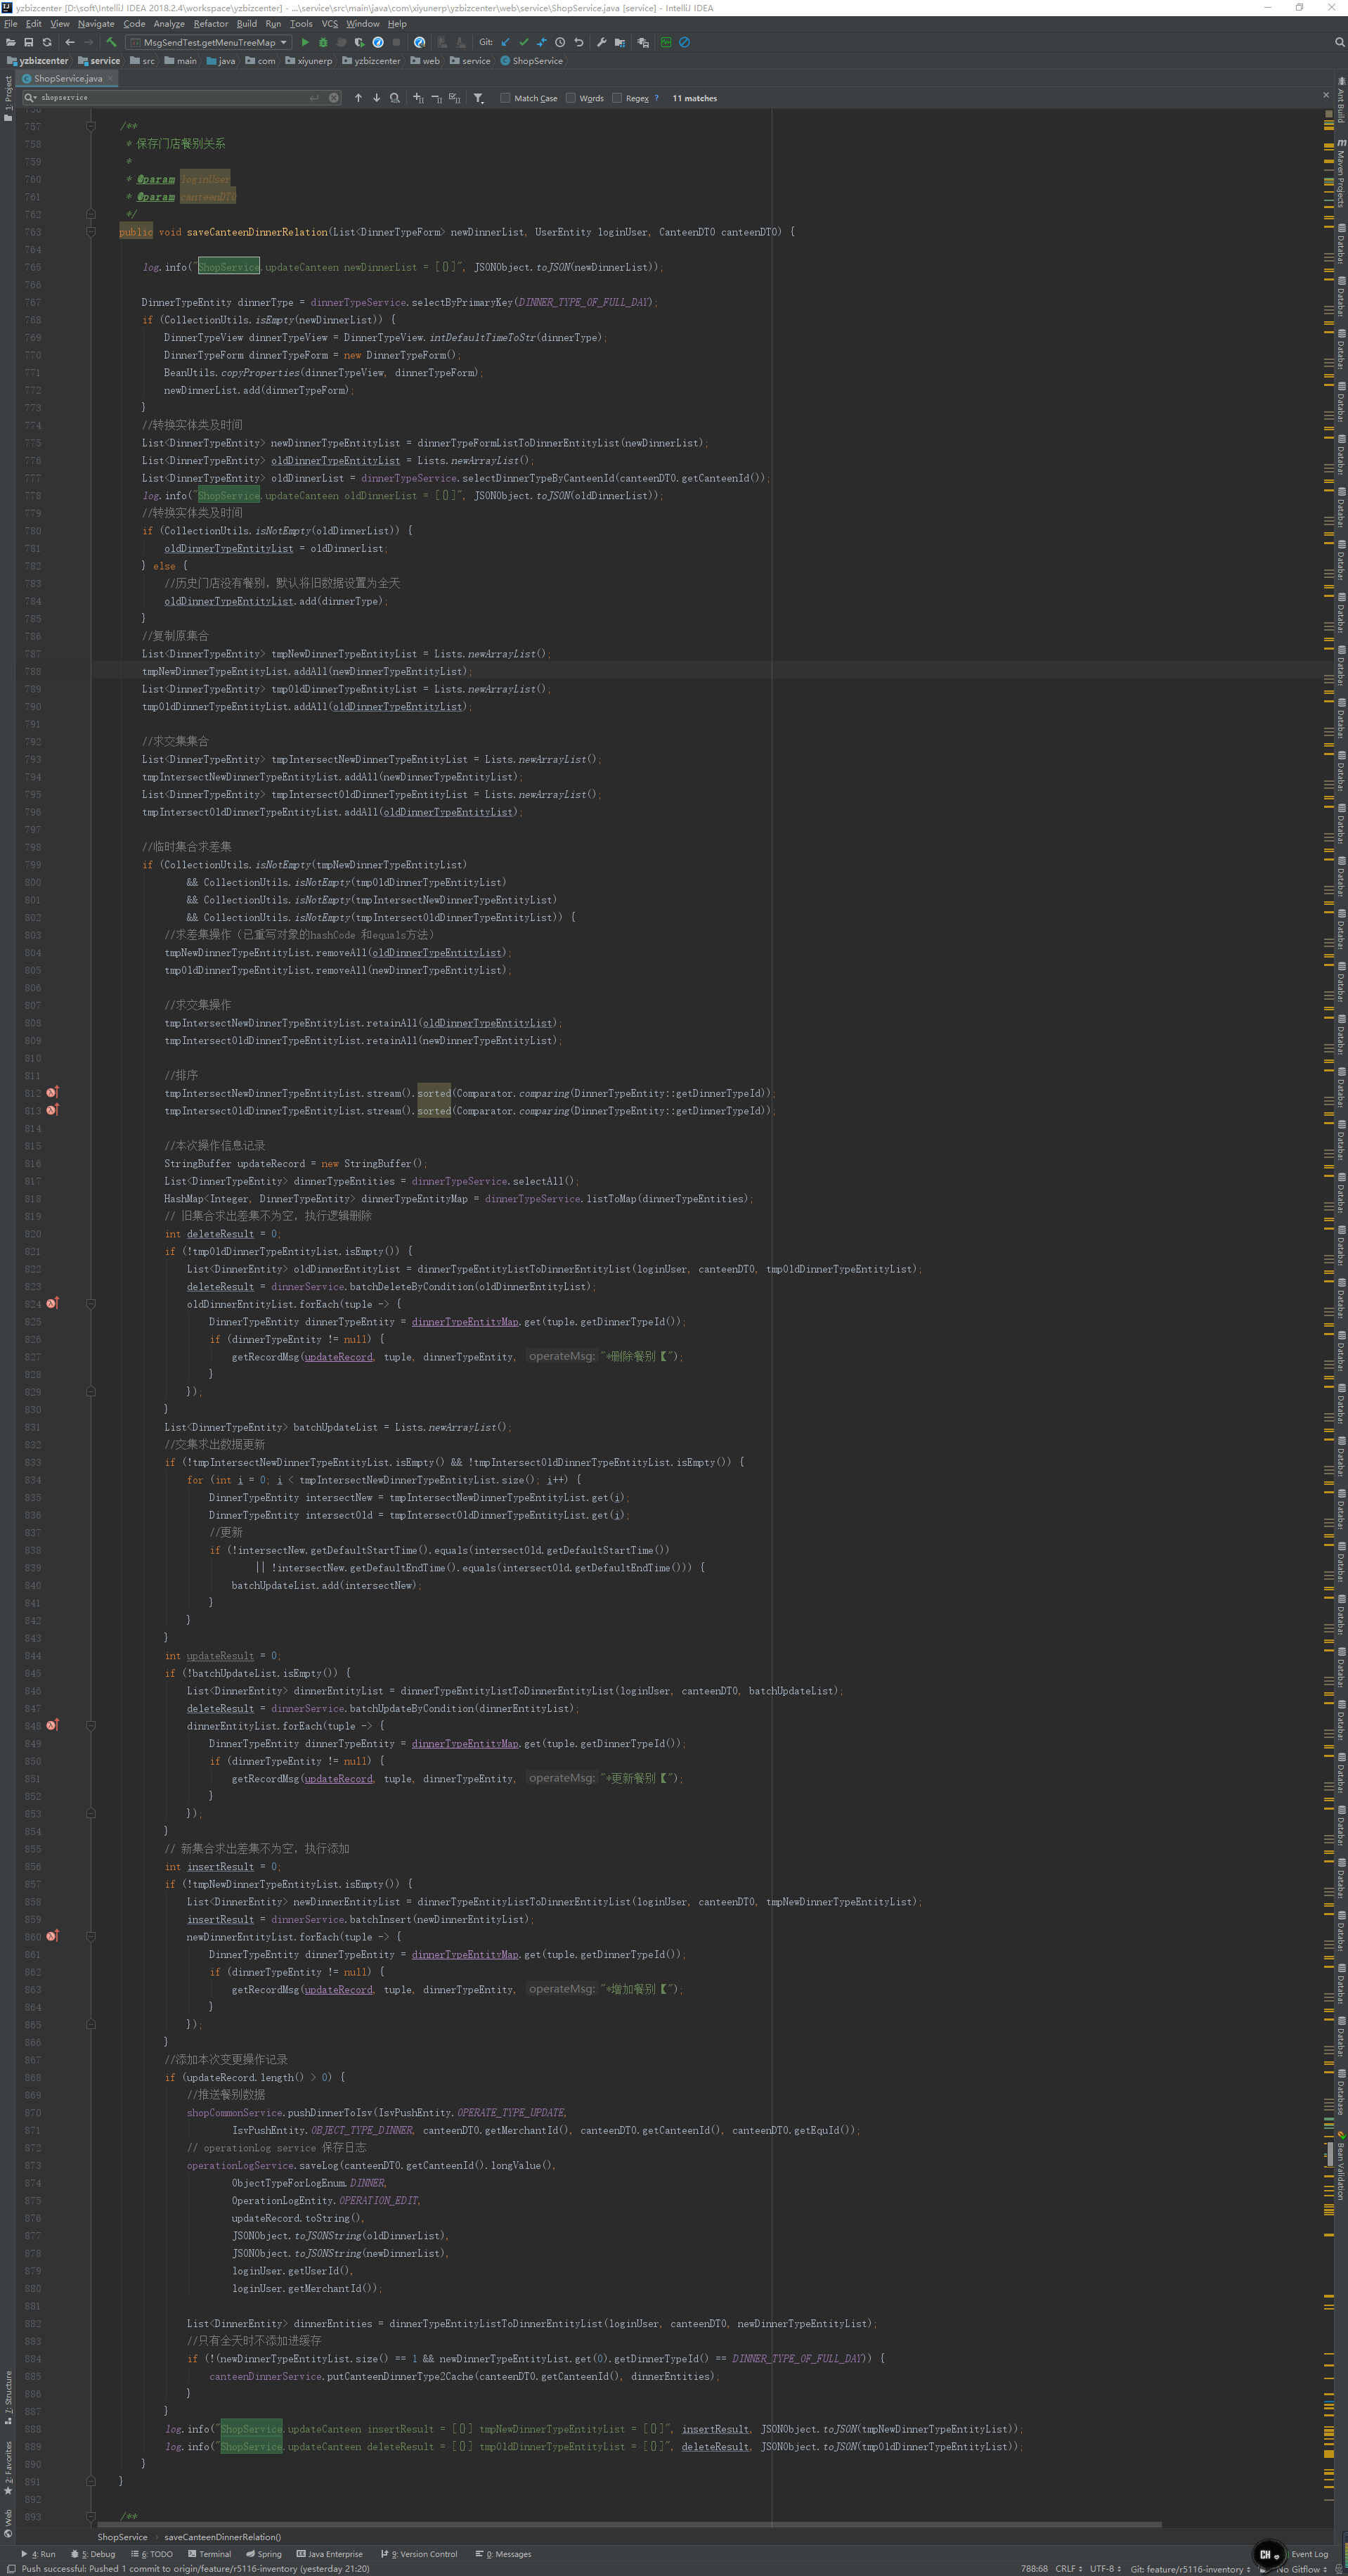 yzbizcenter [D:\soft\IntelliJ IDEA 2018.2.4\workspace\yzbizcenter] - ...\service\src\main\java\com\xiyunerp\yzbizcenter\web\service\ShopService.java [service] - IntelliJ IDEA
File Edit View Navigate Code Analyze Refactor Build Run Tools VCS Window Help
MsgSendTest.getMenuTreeMap Git:
yzbizcenter service src main java com xiyunerp yzbizcenter web service ShopService
ShopService.java
shopservice Match Case Words Regex ? 11 matches
757 /**
758 * 保存门店餐别关系
759 *
760 * @param loginUser
761 * @param canteenDTO
762 */
763 public void saveCanteenDinnerRelation(List<DinnerTypeForm> newDinnerList, UserEntity loginUser, CanteenDTO canteenDTO) {
764
765 log.info("ShopService.updateCanteen newDinnerList = [{}]", JSONObject.toJSON(newDinnerList));
766
767 DinnerTypeEntity dinnerType = dinnerTypeService.selectByPrimaryKey(DINNER_TYPE_OF_FULL_DAY);
768 if (CollectionUtils.isEmpty(newDinnerList)) {
769 DinnerTypeView dinnerTypeView = DinnerTypeView.intDefaultTimeToStr(dinnerType);
770 DinnerTypeForm dinnerTypeForm = new DinnerTypeForm();
771 BeanUtils.copyProperties(dinnerTypeView, dinnerTypeForm);
772 newDinnerList.add(dinnerTypeForm);
773 }
774 //转换实体类及时间
775 List<DinnerTypeEntity> newDinnerTypeEntityList = dinnerTypeFormListToDinnerEntityList(newDinnerList);
776 List<DinnerTypeEntity> oldDinnerTypeEntityList = Lists.newArrayList();
777 List<DinnerTypeEntity> oldDinnerList = dinnerTypeService.selectDinnerTypeByCanteenId(canteenDTO.getCanteenId());
778 log.info("ShopService.updateCanteen oldDinnerList = [{}]", JSONObject.toJSON(oldDinnerList));
779 //转换实体类及时间
780 if (CollectionUtils.isNotEmpty(oldDinnerList)) {
781 oldDinnerTypeEntityList = oldDinnerList;
782 } else {
783 //历史门店没有餐别，默认将旧数据设置为全天
784 oldDinnerTypeEntityList.add(dinnerType);
785 }
786 //复制原集合
787 List<DinnerTypeEntity> tmpNewDinnerTypeEntityList = Lists.newArrayList();
788 tmpNewDinnerTypeEntityList.addAll(newDinnerTypeEntityList);
789 List<DinnerTypeEntity> tmpOldDinnerTypeEntityList = Lists.newArrayList();
790 tmpOldDinnerTypeEntityList.addAll(oldDinnerTypeEntityList);
791
792 //求交集集合
793 List<DinnerTypeEntity> tmpIntersectNewDinnerTypeEntityList = Lists.newArrayList();
794 tmpIntersectNewDinnerTypeEntityList.addAll(newDinnerTypeEntityList);
795 List<DinnerTypeEntity> tmpIntersectOldDinnerTypeEntityList = Lists.newArrayList();
796 tmpIntersectOldDinnerTypeEntityList.addAll(oldDinnerTypeEntityList);
797
798 //临时集合求差集
799 if (CollectionUtils.isNotEmpty(tmpNewDinnerTypeEntityList)
800 && CollectionUtils.isNotEmpty(tmpOldDinnerTypeEntityList)
801 && CollectionUtils.isNotEmpty(tmpIntersectNewDinnerTypeEntityList)
802 && CollectionUtils.isNotEmpty(tmpIntersectOldDinnerTypeEntityList)) {
803 //求差集操作（已重写对象的hashCode 和equals方法）
804 tmpNewDinnerTypeEntityList.removeAll(oldDinnerTypeEntityList);
805 tmpOldDinnerTypeEntityList.removeAll(newDinnerTypeEntityList);
806
807 //求交集操作
808 tmpIntersectNewDinnerTypeEntityList.retainAll(oldDinnerTypeEntityList);
809 tmpIntersectOldDinnerTypeEntityList.retainAll(newDinnerTypeEntityList);
810
811 //排序
812 tmpIntersectNewDinnerTypeEntityList.stream().sorted(Comparator.comparing(DinnerTypeEntity::getDinnerTypeId));
813 tmpIntersectOldDinnerTypeEntityList.stream().sorted(Comparator.comparing(DinnerTypeEntity::getDinnerTypeId));
814
815 //本次操作信息记录
816 StringBuffer updateRecord = new StringBuffer();
817 List<DinnerTypeEntity> dinnerTypeEntities = dinnerTypeService.selectAll();
818 HashMap<Integer, DinnerTypeEntity> dinnerTypeEntityMap = dinnerTypeService.listToMap(dinnerTypeEntities);
819 // 旧集合求出差集不为空，执行逻辑删除
820 int deleteResult = 0;
821 if (!tmpOldDinnerTypeEntityList.isEmpty()) {
822 List<DinnerEntity> oldDinnerEntityList = dinnerTypeEntityListToDinnerEntityList(loginUser, canteenDTO, tmpOldDinnerTypeEntityList);
823 deleteResult = dinnerService.batchDeleteByCondition(oldDinnerEntityList);
824 oldDinnerEntityList.forEach(tuple -> {
825 DinnerTypeEntity dinnerTypeEntity = dinnerTypeEntityMap.get(tuple.getDinnerTypeId());
826 if (dinnerTypeEntity != null) {
827 getRecordMsg(updateRecord, tuple, dinnerTypeEntity, operateMsg: "*删除餐别【");
828 }
829 });
830 }
831 List<DinnerTypeEntity> batchUpdateList = Lists.newArrayList();
832 //交集求出数据更新
833 if (!tmpIntersectNewDinnerTypeEntityList.isEmpty() && !tmpIntersectOldDinnerTypeEntityList.isEmpty()) {
834 for (int i = 0; i < tmpIntersectNewDinnerTypeEntityList.size(); i++) {
835 DinnerTypeEntity intersectNew = tmpIntersectNewDinnerTypeEntityList.get(i);
836 DinnerTypeEntity intersectOld = tmpIntersectOldDinnerTypeEntityList.get(i);
837 //更新
838 if (!intersectNew.getDefaultStartTime().equals(intersectOld.getDefaultStartTime())
839 || !intersectNew.getDefaultEndTime().equals(intersectOld.getDefaultEndTime())) {
840 batchUpdateList.add(intersectNew);
841 }
842 }
843 }
844 int updateResult = 0;
845 if (!batchUpdateList.isEmpty()) {
846 List<DinnerEntity> dinnerEntityList = dinnerTypeEntityListToDinnerEntityList(loginUser, canteenDTO, batchUpdateList);
847 deleteResult = dinnerService.batchUpdateByCondition(dinnerEntityList);
848 dinnerEntityList.forEach(tuple -> {
849 DinnerTypeEntity dinnerTypeEntity = dinnerTypeEntityMap.get(tuple.getDinnerTypeId());
850 if (dinnerTypeEntity != null) {
851 getRecordMsg(updateRecord, tuple, dinnerTypeEntity, operateMsg: "*更新餐别【");
852 }
853 });
854 }
855 // 新集合求出差集不为空，执行添加
856 int insertResult = 0;
857 if (!tmpNewDinnerTypeEntityList.isEmpty()) {
858 List<DinnerEntity> newDinnerEntityList = dinnerTypeEntityListToDinnerEntityList(loginUser, canteenDTO, tmpNewDinnerTypeEntityList);
859 insertResult = dinnerService.batchInsert(newDinnerEntityList);
860 newDinnerEntityList.forEach(tuple -> {
861 DinnerTypeEntity dinnerTypeEntity = dinnerTypeEntityMap.get(tuple.getDinnerTypeId());
862 if (dinnerTypeEntity != null) {
863 getRecordMsg(updateRecord, tuple, dinnerTypeEntity, operateMsg: "*增加餐别【");
864 }
865 });
866 }
867 //添加本次变更操作记录
868 if (updateRecord.length() > 0) {
869 //推送餐别数据
870 shopCommonService.pushDinnerToIsv(IsvPushEntity.OPERATE_TYPE_UPDATE,
871 IsvPushEntity.OBJECT_TYPE_DINNER, canteenDTO.getMerchantId(), canteenDTO.getCanteenId(), canteenDTO.getEquId());
872 // operationLog service 保存日志
873 operationLogService.saveLog(canteenDTO.getCanteenId().longValue(),
874 ObjectTypeForLogEnum.DINNER,
875 OperationLogEntity.OPERATION_EDIT,
876 updateRecord.toString(),
877 JSONObject.toJSONString(oldDinnerList),
878 JSONObject.toJSONString(newDinnerList),
879 loginUser.getUserId(),
880 loginUser.getMerchantId());
881
882 List<DinnerEntity> dinnerEntities = dinnerTypeEntityListToDinnerEntityList(loginUser, canteenDTO, newDinnerTypeEntityList);
883 //只有全天时不添加进缓存
884 if (!(newDinnerTypeEntityList.size() == 1 && newDinnerTypeEntityList.get(0).getDinnerTypeId() == DINNER_TYPE_OF_FULL_DAY)) {
885 canteenDinnerService.putCanteenDinnerType2Cache(canteenDTO.getCanteenId(), dinnerEntities);
886 }
887 }
888 log.info("ShopService.updateCanteen insertResult = [{}] tmpNewDinnerTypeEntityList = [{}]", insertResult, JSONObject.toJSON(tmpNewDinnerTypeEntityList));
889 log.info("ShopService.updateCanteen deleteResult = [{}] tmpOldDinnerTypeEntityList = [{}]", deleteResult, JSONObject.toJSON(tmpOldDinnerTypeEntityList));
890 }
891 }
892
893 /**
ShopService saveCanteenDinnerRelation()
4: Run 5: Debug 6: TODO Terminal Spring Java Enterprise 9: Version Control 0: Messages CH Event Log
Push successful: Pushed 1 commit to origin/feature/r5116-inventory (yesterday 21:20) 788:68 CRLF UTF-8 Git: feature/r5116-inventory No Gitflow
1: Project
7: Structure
2: Favorites
Web
Ant Build
Maven Projects
Database
Bean Validation